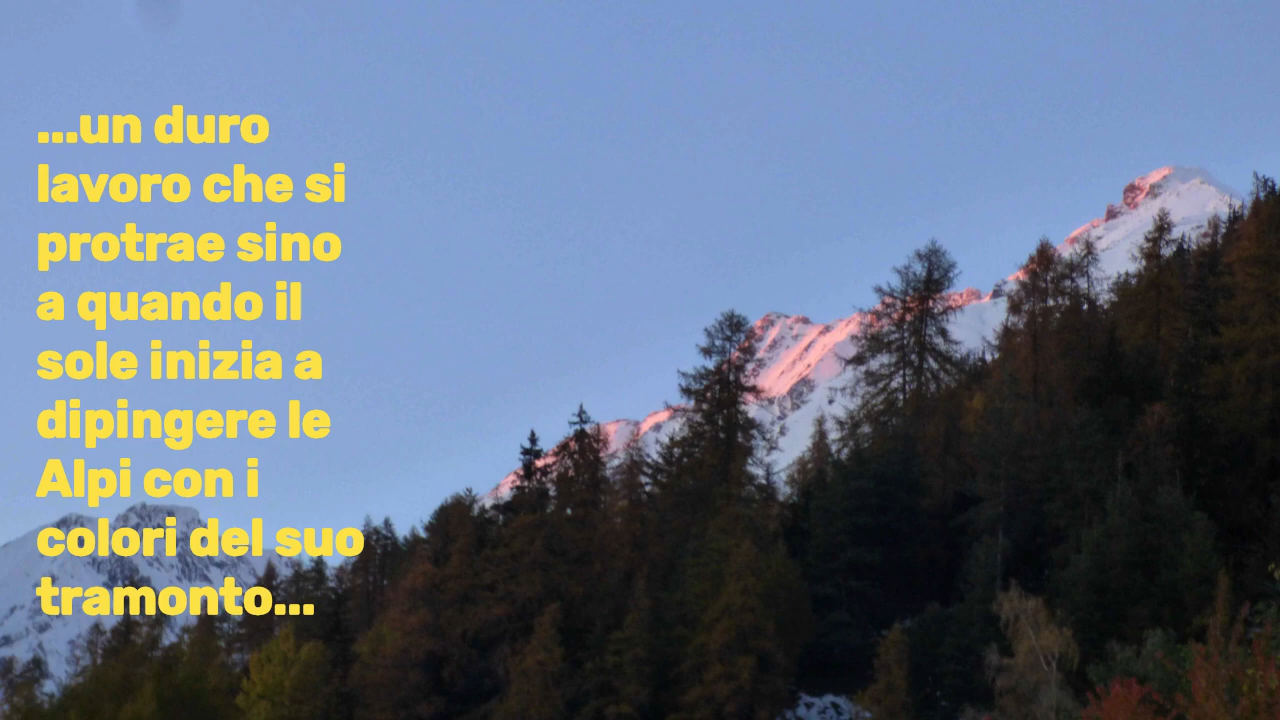 ...un duro
lavoro che si
protrae sino
a quando il
sole inizia a
dipingere le
Alpi con i
colori del suo
tramonto...